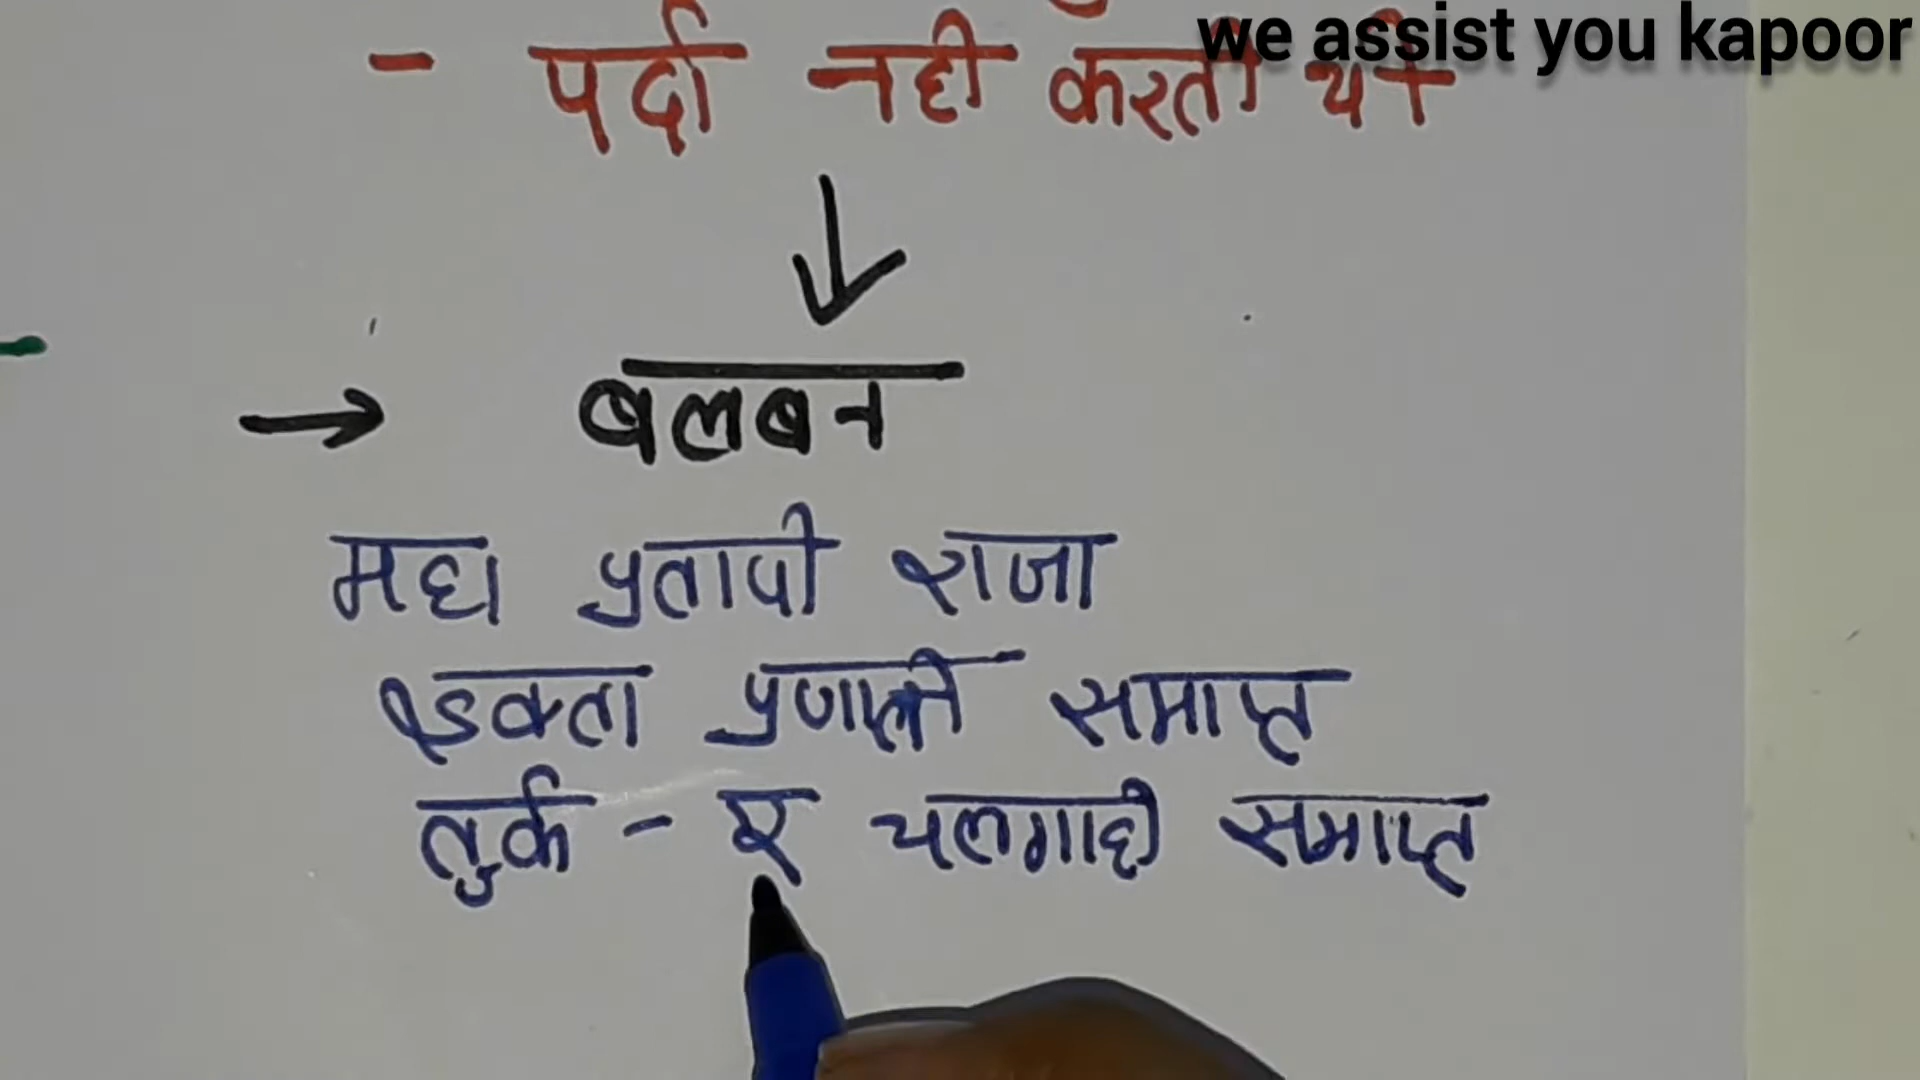 we assist you kapoor
- पर्दा नही करती थी
बलबन
महा प्रतापी राजा
इक्ता प्रणाली समाप्त
तुर्क - ए चलगाही समाप्त